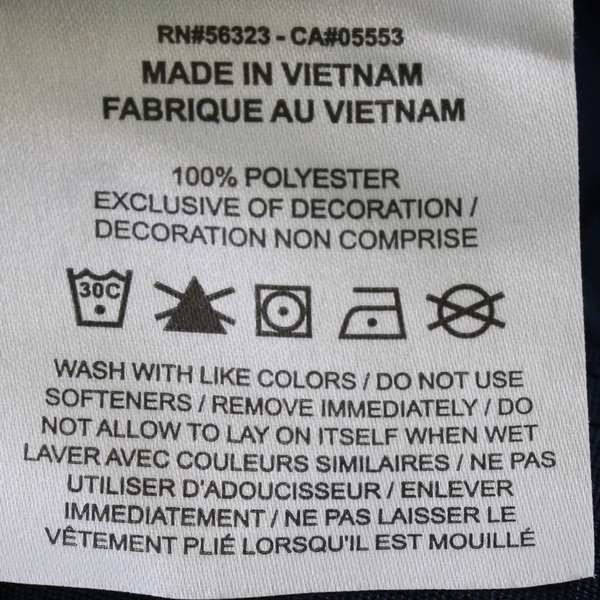 RN#56323 - CA#05553
MADE IN VIETNAM
FABRIQUE AU VIETNAM
100% POLYESTER
EXCLUSIVE OF DECORATION /
DECORATION NON COMPRISE
30C
WASH WITH LIKE COLORS / DO NOT USE
SOFTENERS / REMOVE IMMEDIATELY / DO
NOT ALLOW TO LAY ON ITSELF WHEN WET
LAVER AVEC COULEURS SIMILAIRES / NE PAS
UTILISER D'ADOUCISSEUR / ENLEVER
IMMEDIATEMENT / NE PAS LAISSER LE
VÊTEMENT PLIÉ LORSQU'IL EST MOUILLÉ